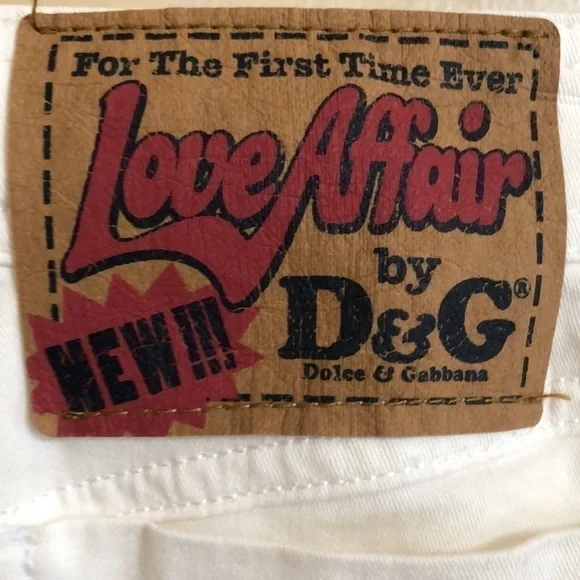 For The First Time Ever
Love Affair
by
D&G®
Dolce & Gabbana
NEW!!!